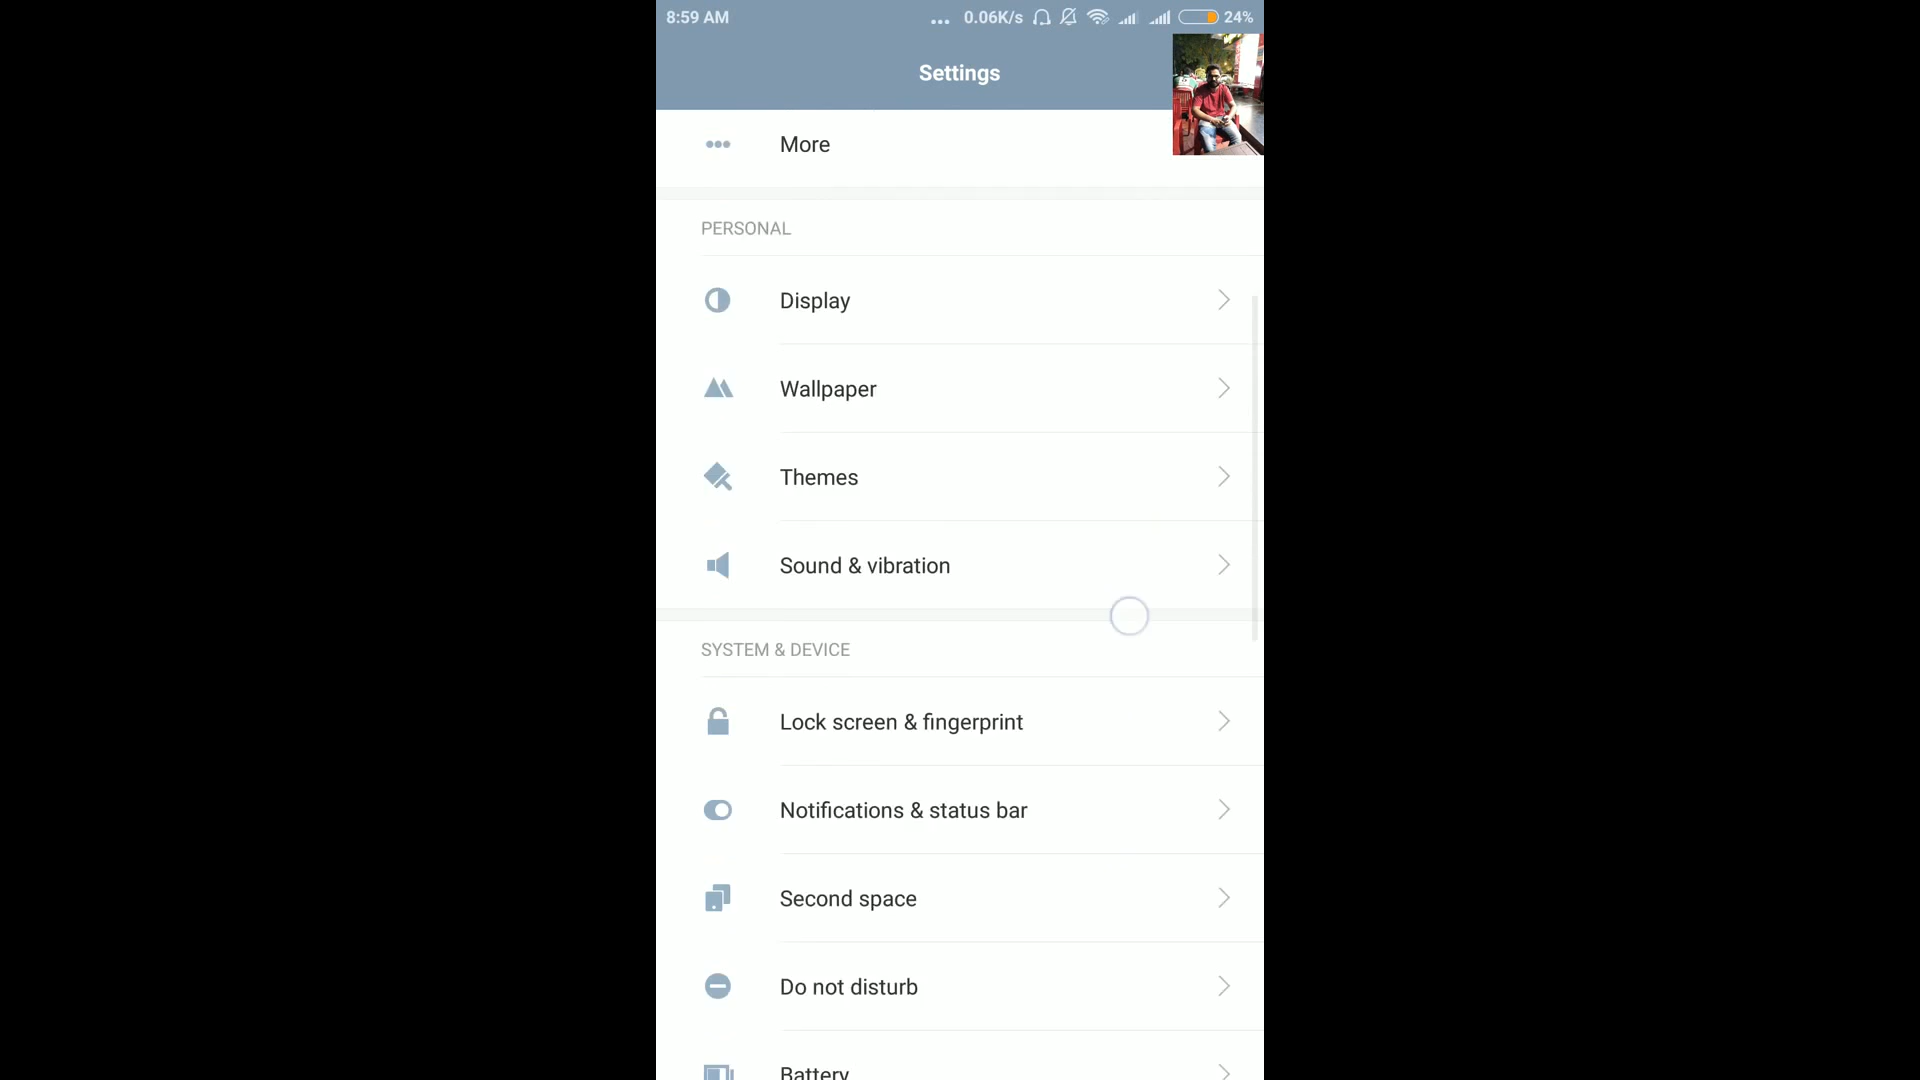 8:59 AM ... 0.06K/s 24%
Settings
More
PERSONAL
Display
Wallpaper
Themes
Sound & vibration
SYSTEM & DEVICE
Lock screen & fingerprint
Notifications & status bar
Second space
Do not disturb
Battery